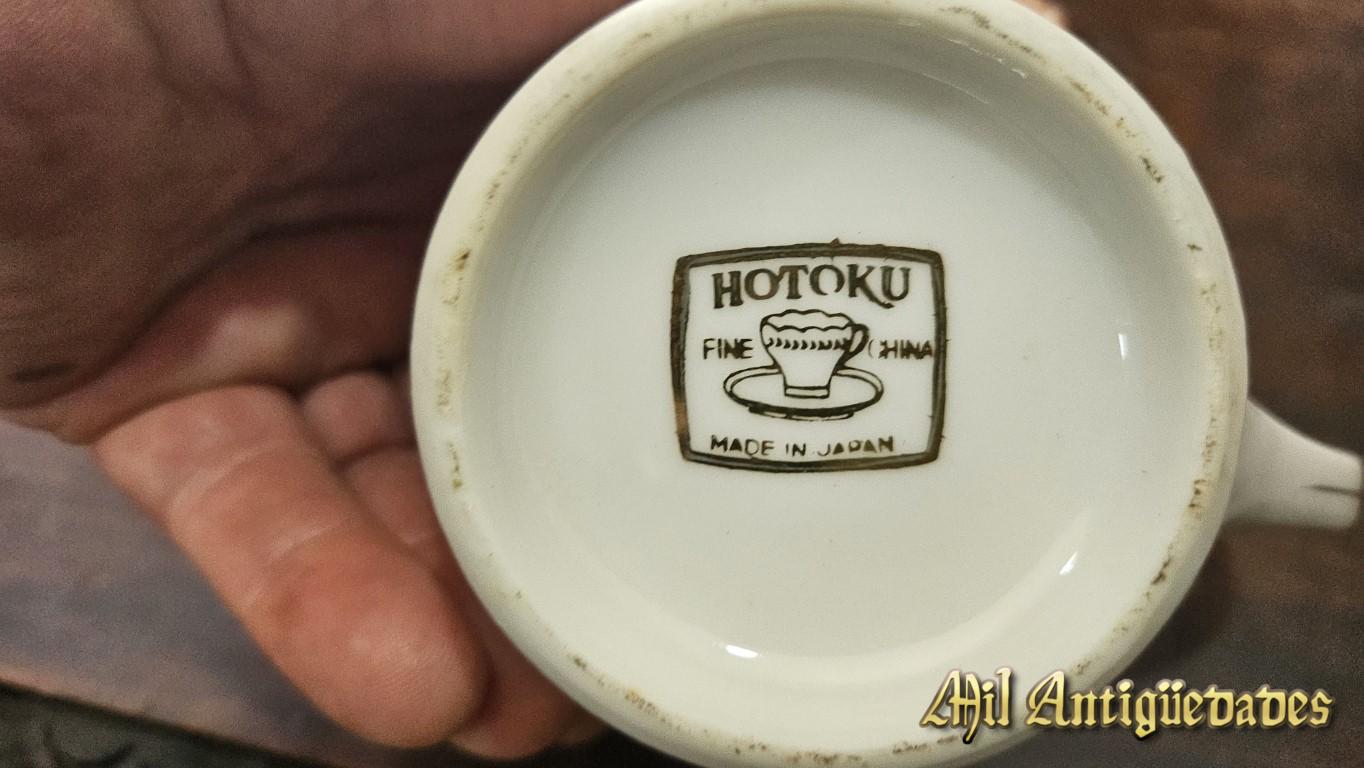 HOTOKU
FINE CHINA
MADE IN JAPAN
Mil Antigüedades